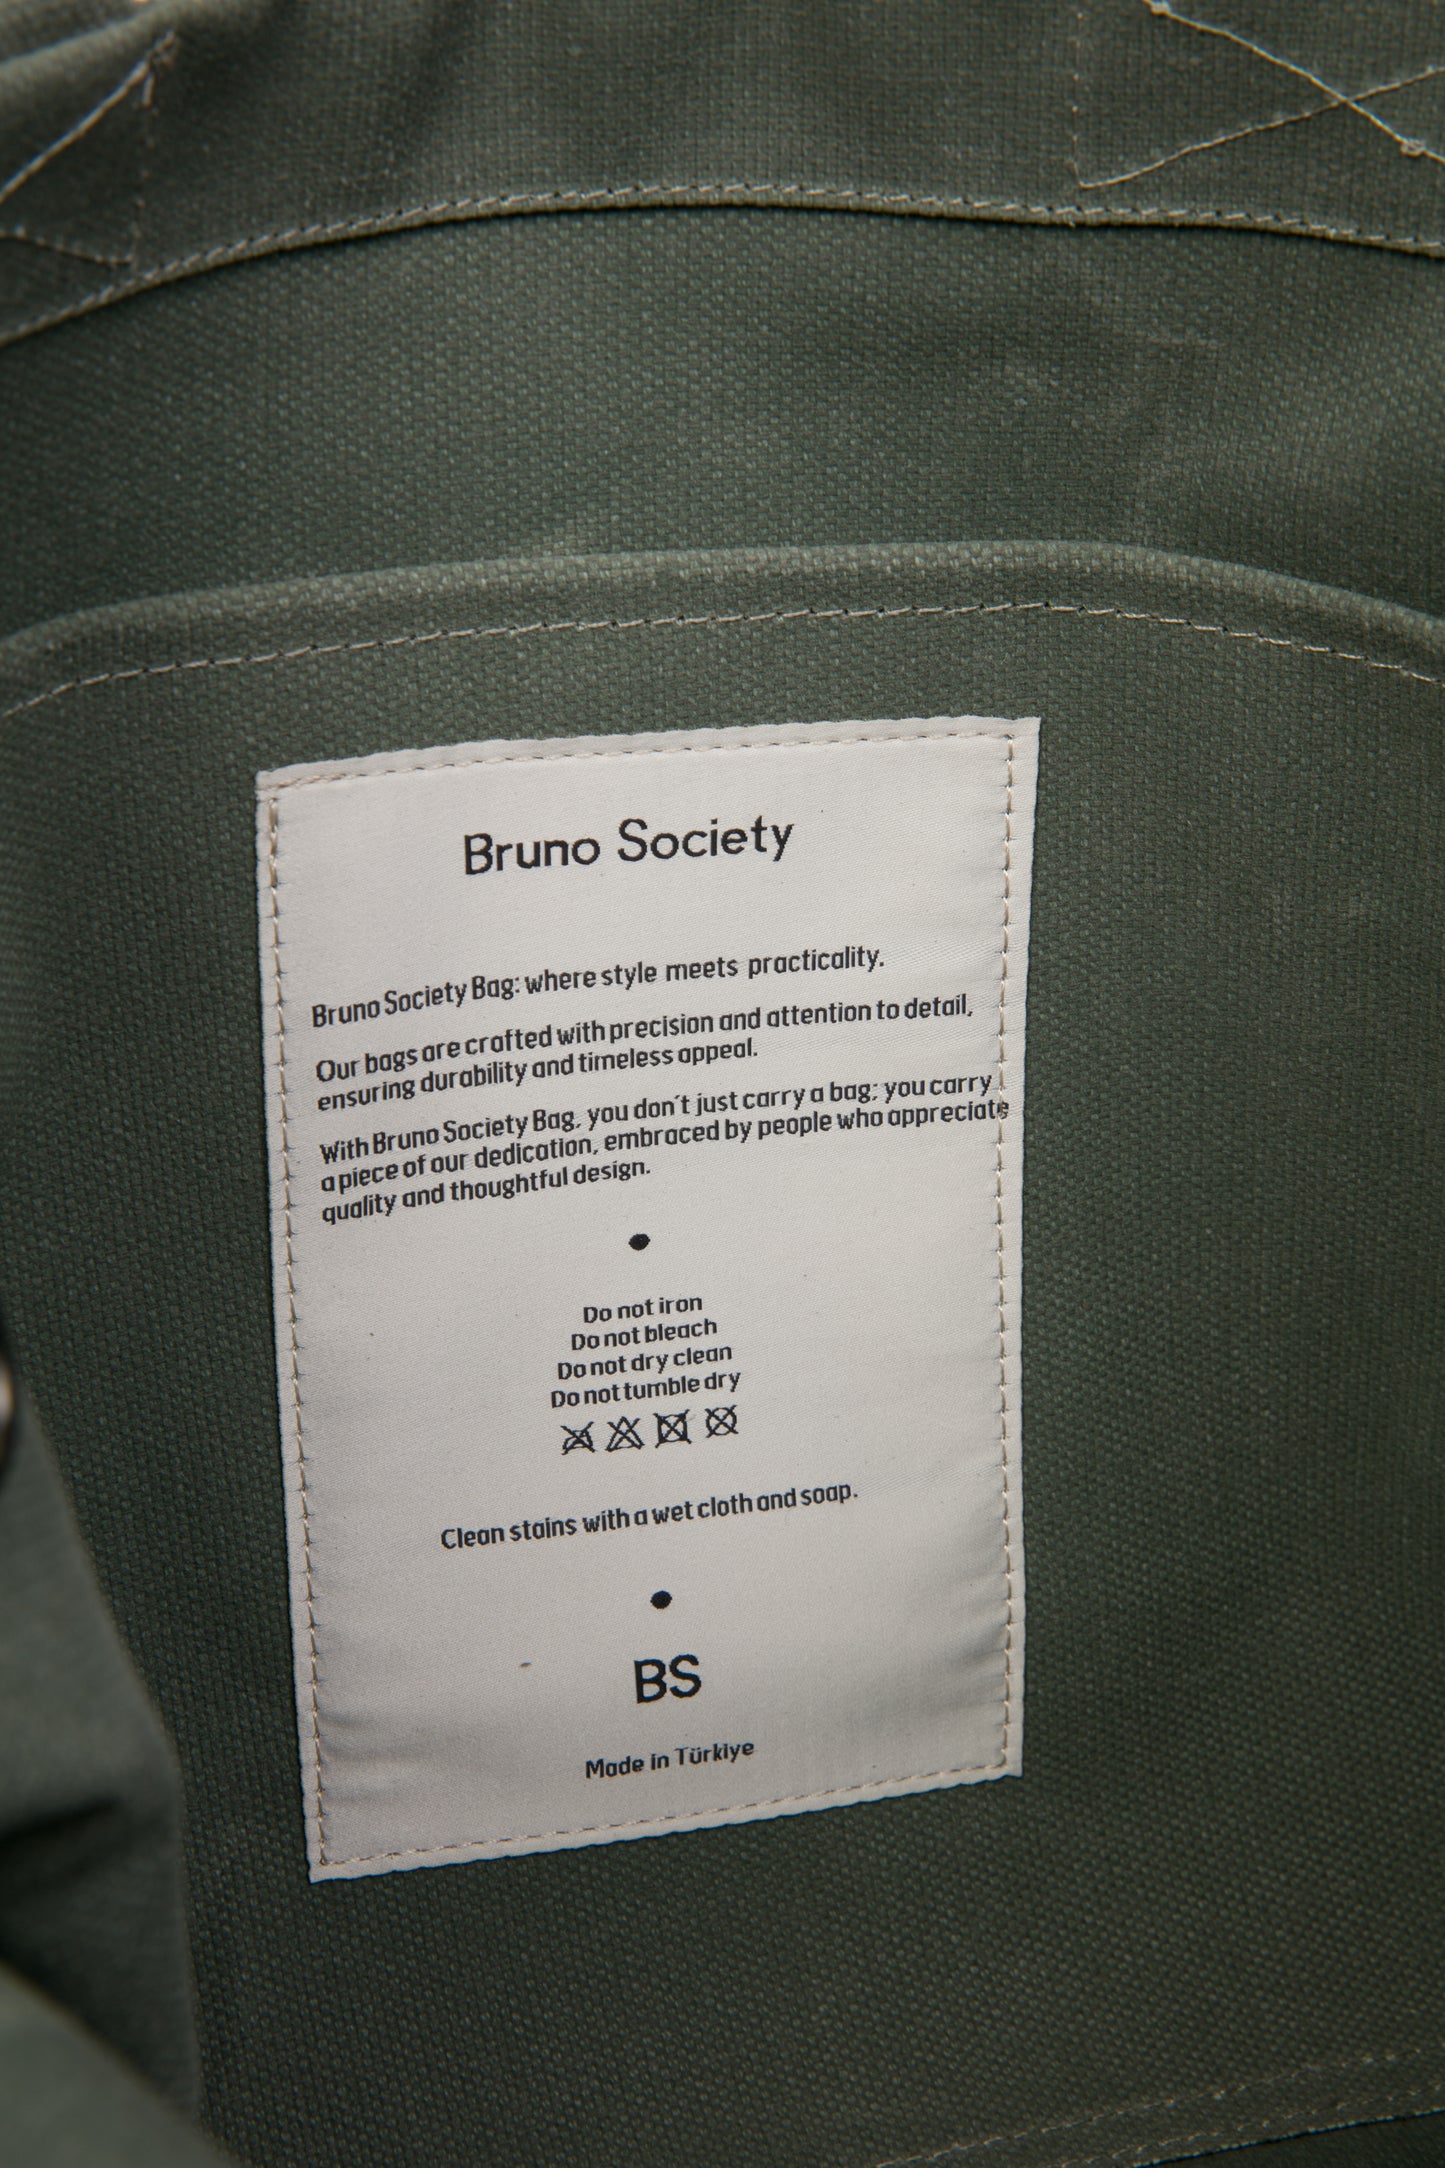 Bruno Society
Bruno Society Bag: where style meets practicality.
Our bags are crafted with precision and attention to detail,
ensuring durability and timeless appeal.
With Bruno Society Bag, you don't just carry a bag; you carry
a piece of our dedication, embraced by people who appreciate
quality and thoughtful design.
Do not iron
Do not bleach
Do not dry clean
Do not tumble dry
Clean stains with a wet cloth and soap.
BS
Made in Türkiye